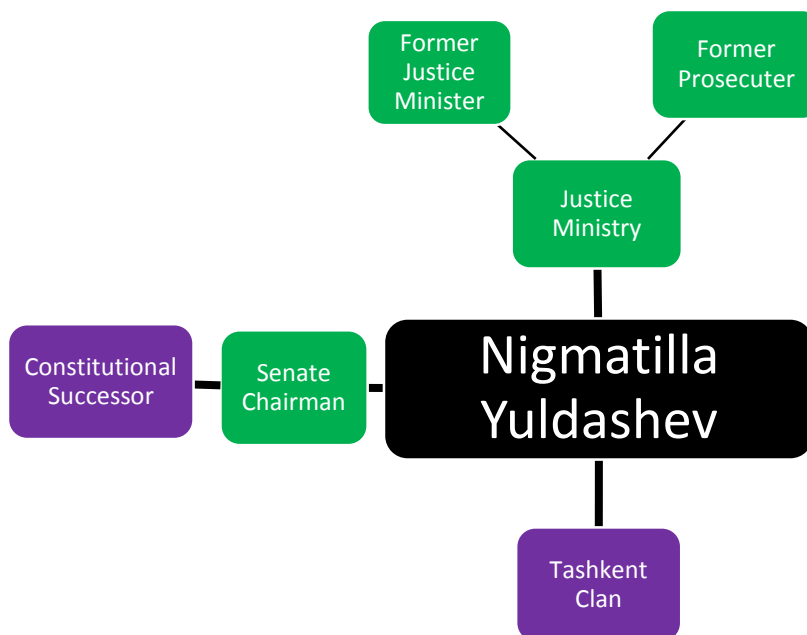 Former
Justice
Minister
Former
Prosecuter
Justice
Ministry
Constitutional
Successor
Senate
Chairman
Nigmatilla
Yuldashev
Tashkent
Clan